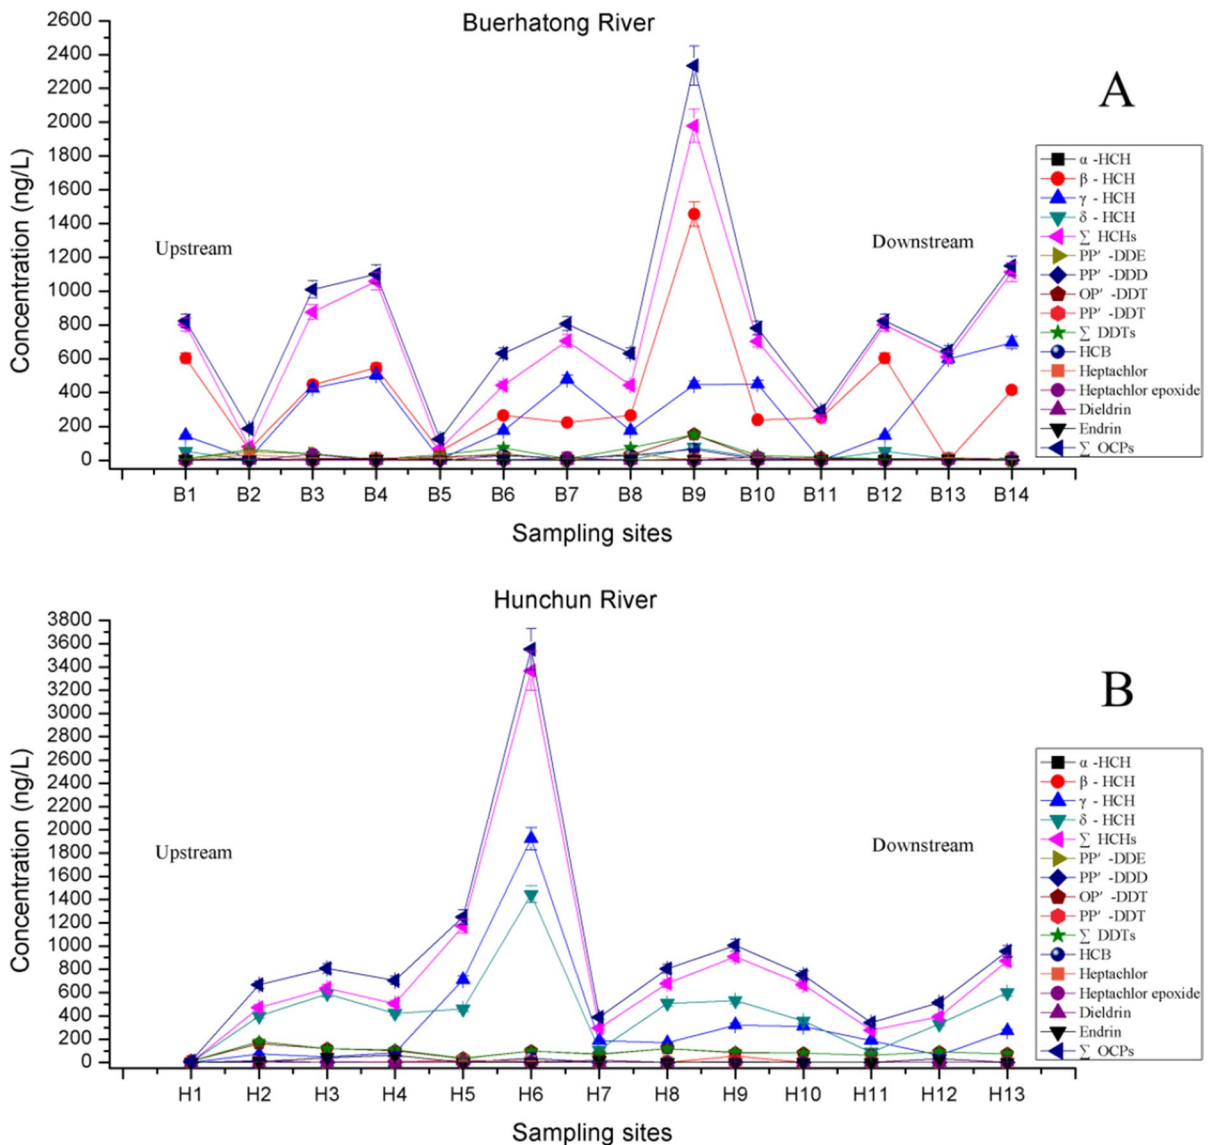 Buerhatong River
A
Concentration (ng/L)
2600
2400
2200
2000
1800
1600
1400
1200
1000
800
600
400
200
0
Upstream
Downstream
α -HCH
β - HCH
γ - HCH
δ - HCH
∑ HCHs
PP′ -DDE
PP′ -DDD
OP′ -DDT
PP′ -DDT
∑ DDTs
HCB
Heptachlor
Heptachlor epoxide
Dieldrin
Endrin
∑ OCPs
B1 B2 B3 B4 B5 B6 B7 B8 B9 B10 B11 B12 B13 B14
Sampling sites
Hunchun River
B
Concentration (ng/L)
3800
3600
3400
3200
3000
2800
2600
2400
2200
2000
1800
1600
1400
1200
1000
800
600
400
200
0
Upstream
Downstream
α -HCH
β - HCH
γ - HCH
δ - HCH
∑ HCHs
PP′ -DDE
PP′ -DDD
OP′ -DDT
PP′ -DDT
∑ DDTs
HCB
Heptachlor
Heptachlor epoxide
Dieldrin
Endrin
∑ OCPs
H1 H2 H3 H4 H5 H6 H7 H8 H9 H10 H11 H12 H13
Sampling sites